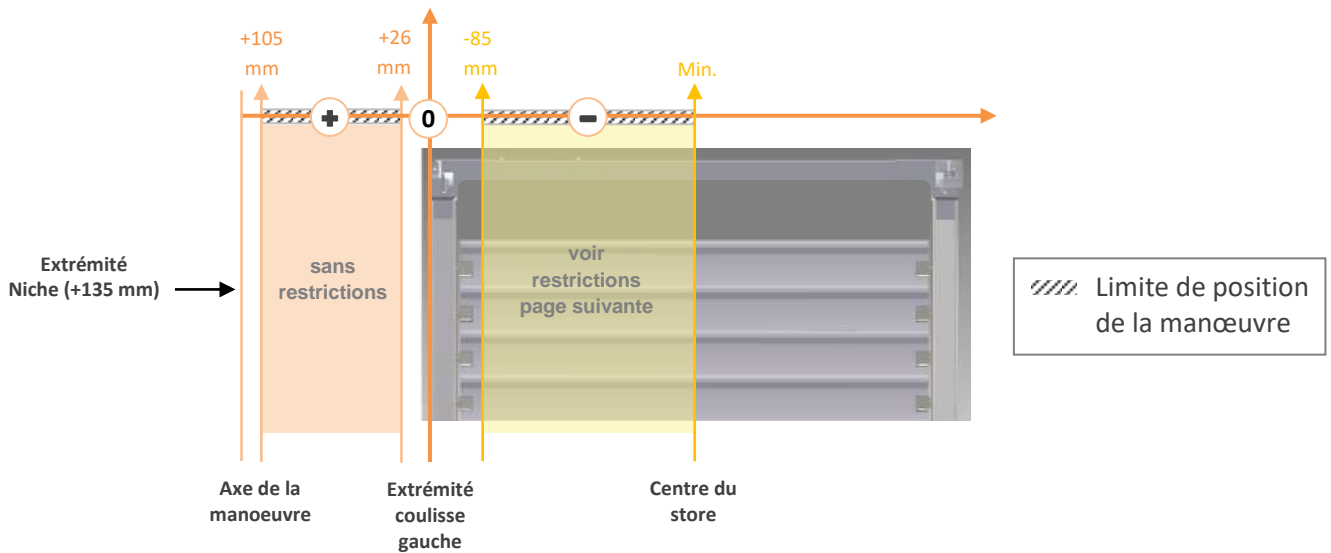 +105
mm
+26
mm
-85
mm
Min.
+
0
-
Extrémité
Niche (+135 mm)
sans
restrictions
voir
restrictions
page suivante
Limite de position
de la manœuvre
Axe de la
manoeuvre
Extrémité
coulisse
gauche
Centre du
store